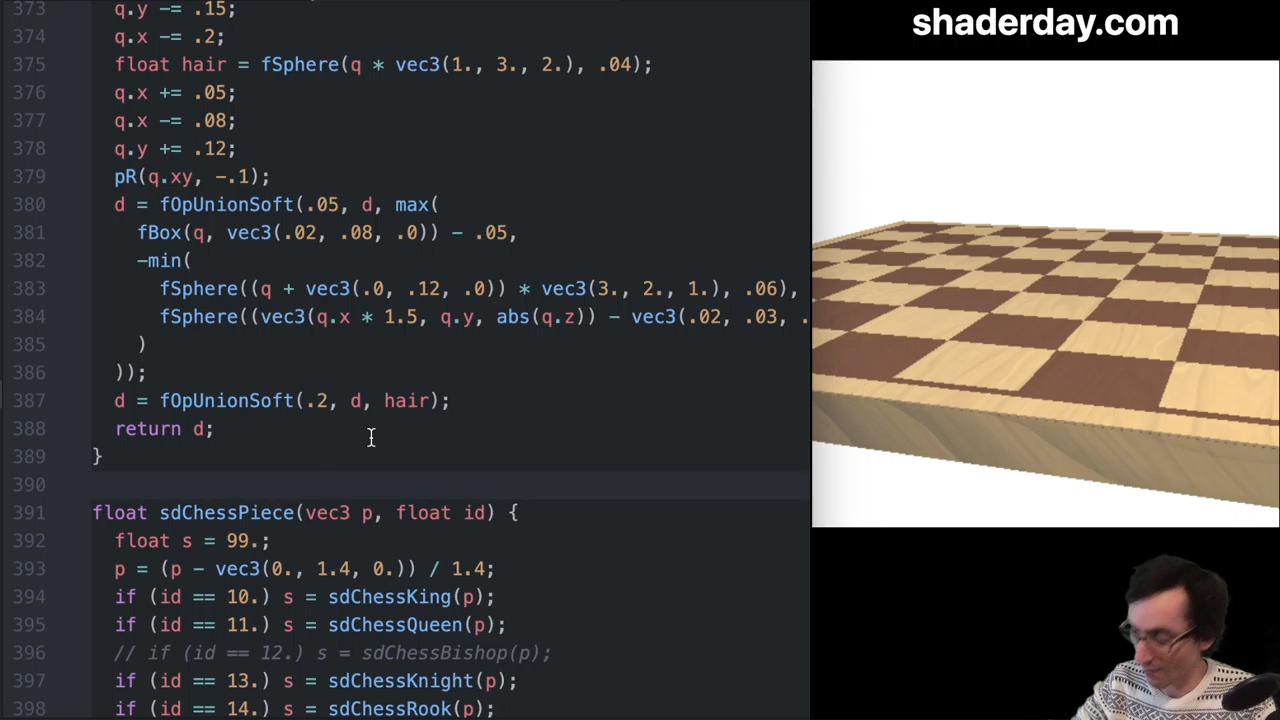 373 q.y -= .15;
374 q.x -= .2;
375 float hair = fSphere(q * vec3(1., 3., 2.), .04);
376 q.x += .05;
377 q.x -= .08;
378 q.y += .12;
379 pR(q.xy, -.1);
380 d = fOpUnionSoft(.05, d, max(
381 fBox(q, vec3(.02, .08, .0)) - .05,
382 -min(
383 fSphere((q + vec3(.0, .12, .0)) * vec3(3., 2., 1.), .06),
384 fSphere((vec3(q.x * 1.5, q.y, abs(q.z)) - vec3(.02, .03, .
385 )
386 ));
387 d = fOpUnionSoft(.2, d, hair);
388 return d;
389 }
390
391 float sdChessPiece(vec3 p, float id) {
392 float s = 99.;
393 p = (p - vec3(0., 1.4, 0.)) / 1.4;
394 if (id == 10.) s = sdChessKing(p);
395 if (id == 11.) s = sdChessQueen(p);
396 // if (id == 12.) s = sdChessBishop(p);
397 if (id == 13.) s = sdChessKnight(p);
398 if (id == 14.) s = sdChessRook(p);
shaderday.com